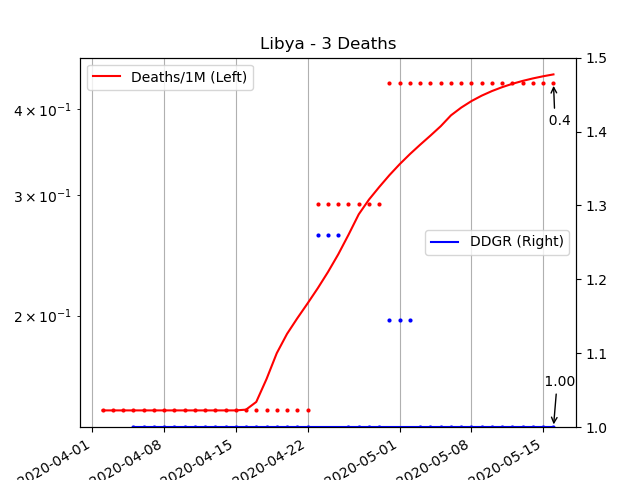 Libya - 3 Deaths
Deaths/1M (Left)
DDGR (Right)
4 × 10⁻¹
3 × 10⁻¹
2 × 10⁻¹
1.5
1.4
1.3
1.2
1.1
1.0
0.4
1.00
2020-04-01
2020-04-08
2020-04-15
2020-04-22
2020-05-01
2020-05-08
2020-05-15